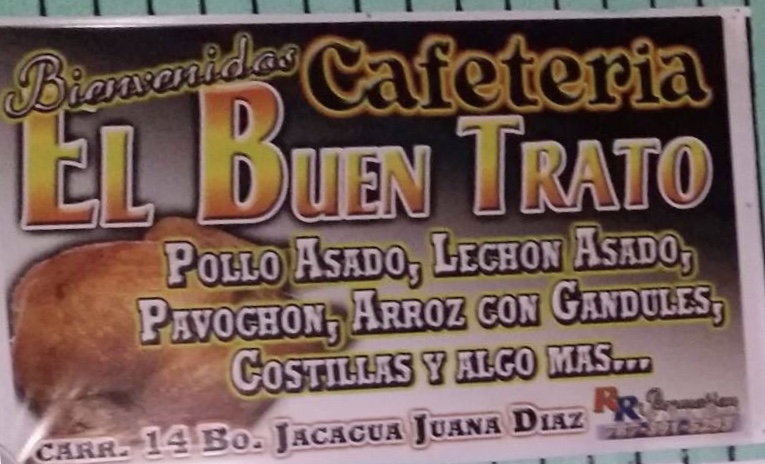 Bienvenidos Cafeteria
EL BUEN TRATO
POLLO ASADO, LECHON ASADO,
PAVOCHON, ARROZ CON GANDULES,
COSTILLAS Y ALGO MAS...
CARR. 14 BO. JACAGUA JUANA DIAZ
RR